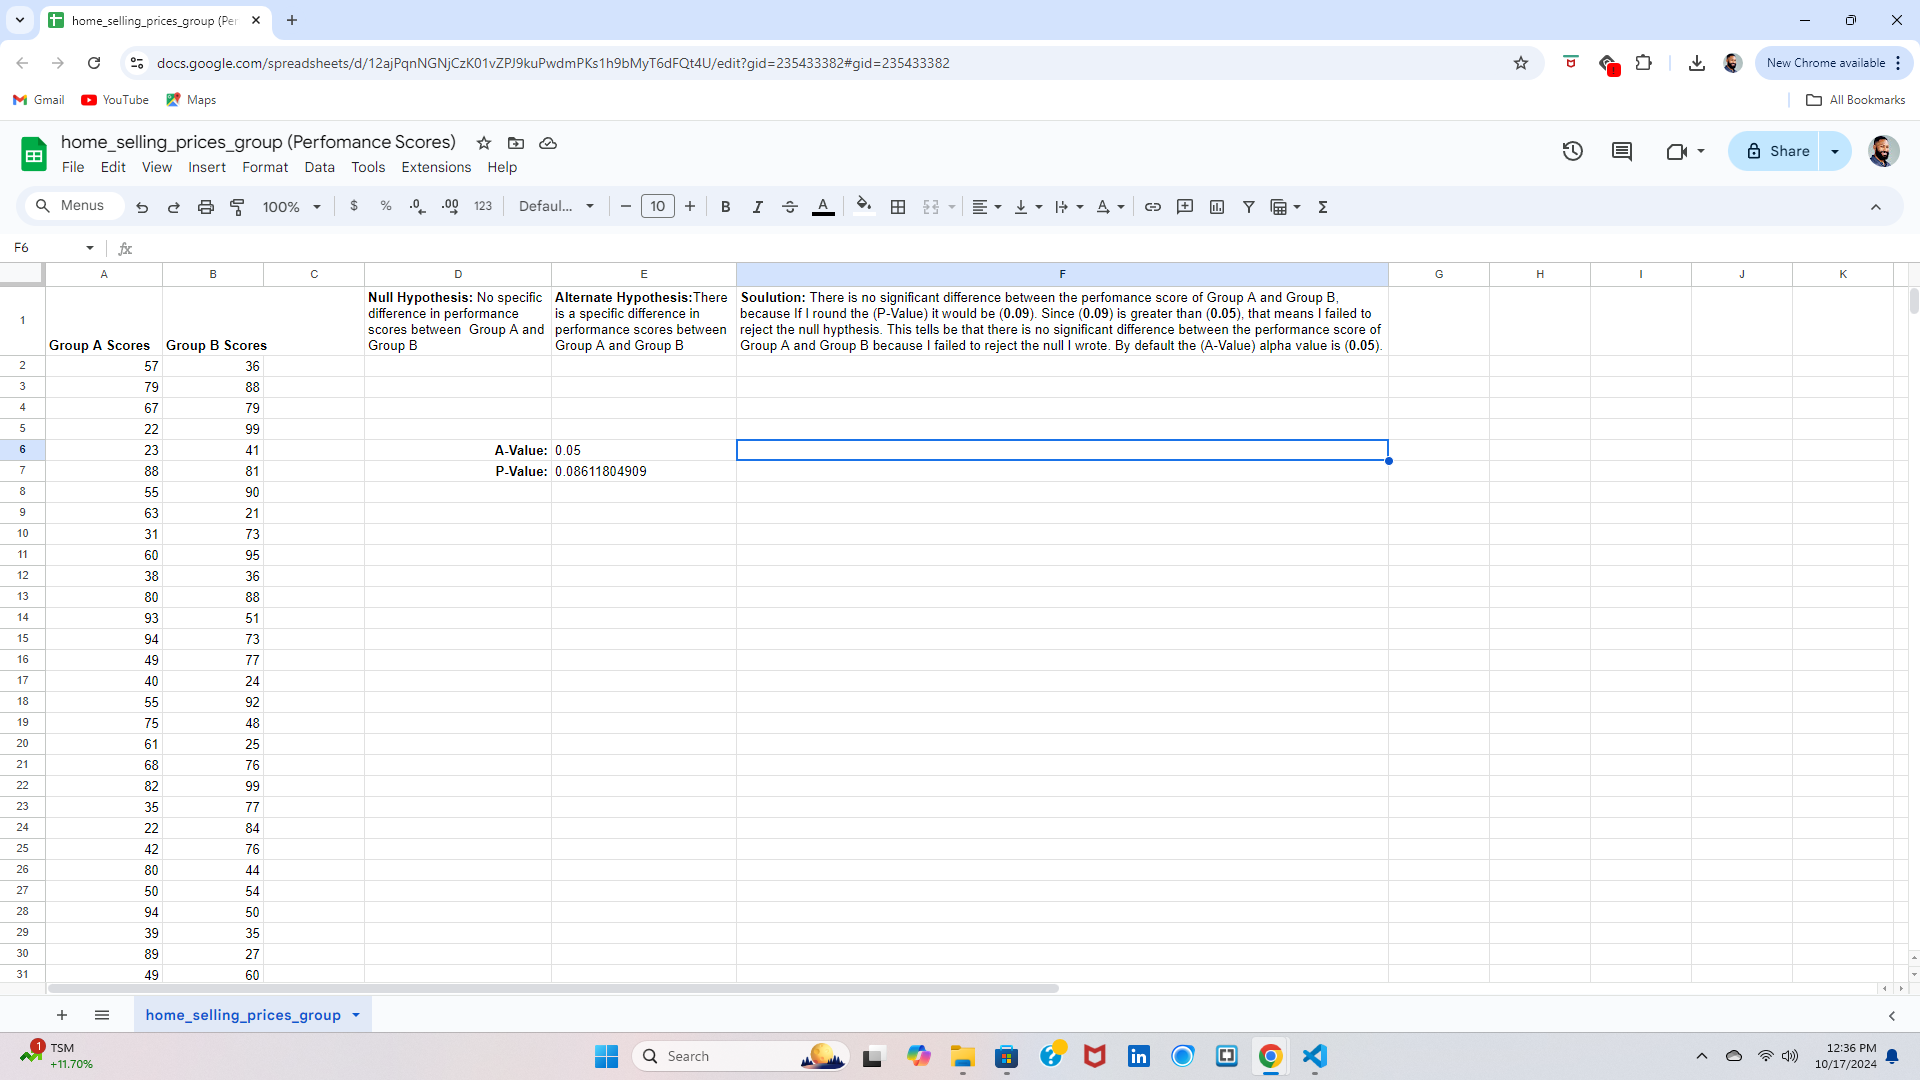 home_selling_prices_group (Per
docs.google.com/spreadsheets/d/12ajPqnNGNjCzK01vZPJ9kuPwdmPKs1h9bMyT6dFQt4U/edit?gid=235433382#gid=235433382
New Chrome available
Gmail YouTube Maps All Bookmarks
home_selling_prices_group (Perfomance Scores)
File Edit View Insert Format Data Tools Extensions Help
Share
Menus 100% $ % .0 .00 123 Defaul... − 10 + B I A Σ
F6 fx
A B C D E F G H I J K
Null Hypothesis: No specific
difference in performance
scores between Group A and
Group B
Alternate Hypothesis:There
is a specific difference in
performance scores between
Group A and Group B
Soulution: There is no significant difference between the perfomance score of Group A and Group B,
because If I round the (P-Value) it would be (0.09). Since (0.09) is greater than (0.05), that means I failed to
reject the null hypthesis. This tells be that there is no significant difference between the performance score of
Group A and Group B because I failed to reject the null I wrote. By default the (A-Value) alpha value is (0.05).
1 Group A Scores Group B Scores
2 57 36
3 79 88
4 67 79
5 22 99
6 23 41 A-Value: 0.05
7 88 81 P-Value: 0.08611804909
8 55 90
9 63 21
10 31 73
11 60 95
12 38 36
13 80 88
14 93 51
15 94 73
16 49 77
17 40 24
18 55 92
19 75 48
20 61 25
21 68 76
22 82 99
23 35 77
24 22 84
25 42 76
26 80 44
27 50 54
28 94 50
29 39 35
30 89 27
31 49 60
home_selling_prices_group
1 TSM
+11.70%
Search
in
12:36 PM
10/17/2024